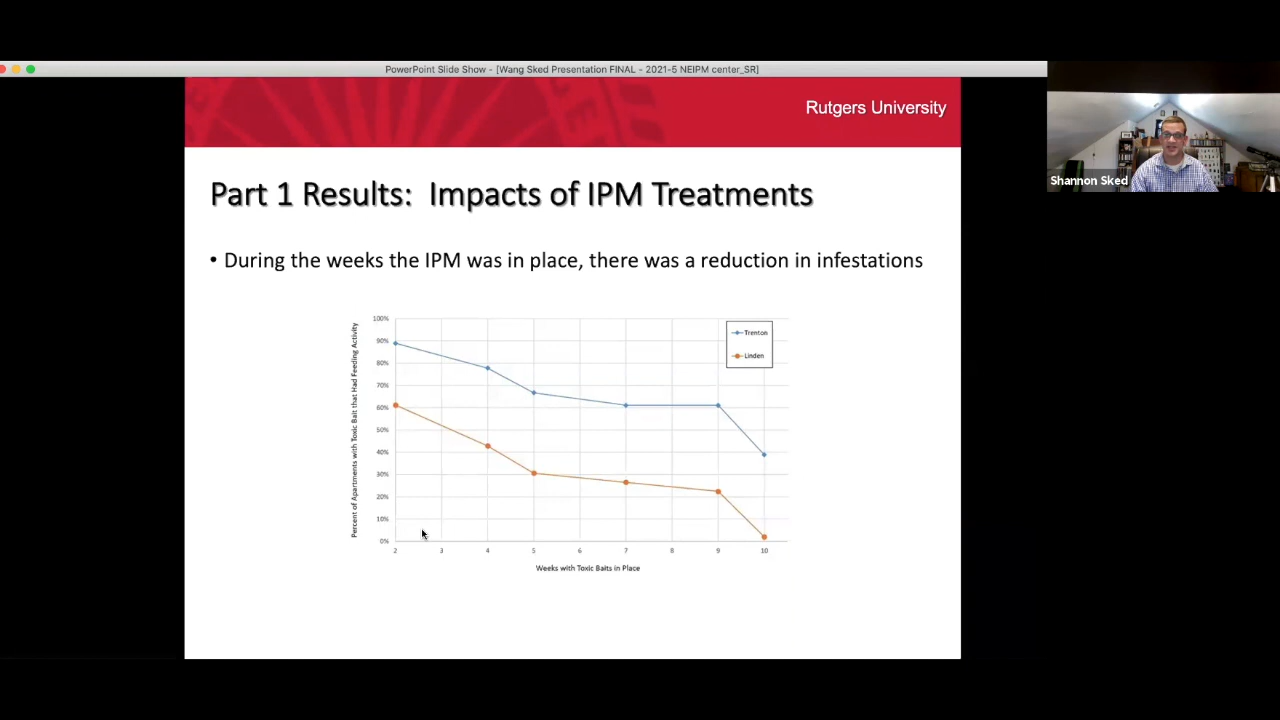 PowerPoint Slide Show - [Wang Sked Presentation FINAL - 2021-5 NEIPM center_SR]
Rutgers University
Shannon Sked
Part 1 Results: Impacts of IPM Treatments
• During the weeks the IPM was in place, there was a reduction in infestations
Percent of Apartments with Toxic Bait that Had Feeding Activity
100%
90%
80%
70%
60%
50%
40%
30%
20%
10%
0%
Trenton
Linden
2 3 4 5 6 7 8 9 10
Weeks with Toxic Baits in Place